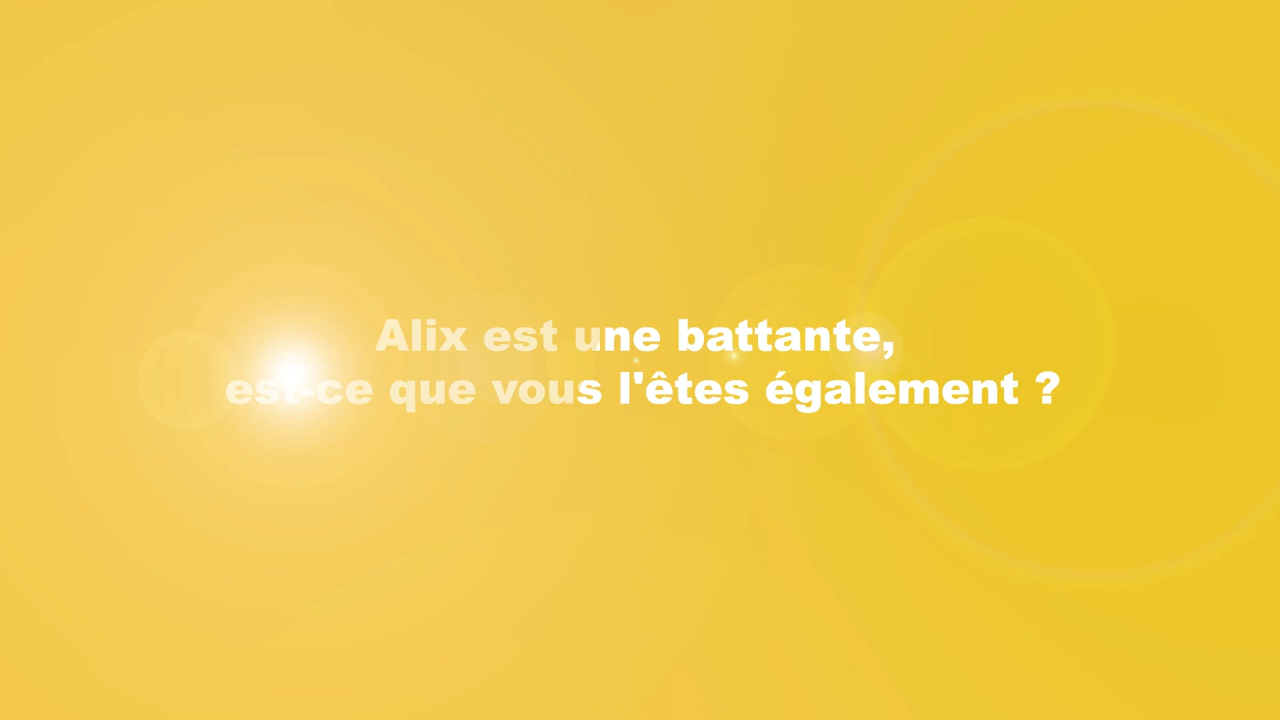 Alix est une battante,
est-ce que vous l'êtes également ?